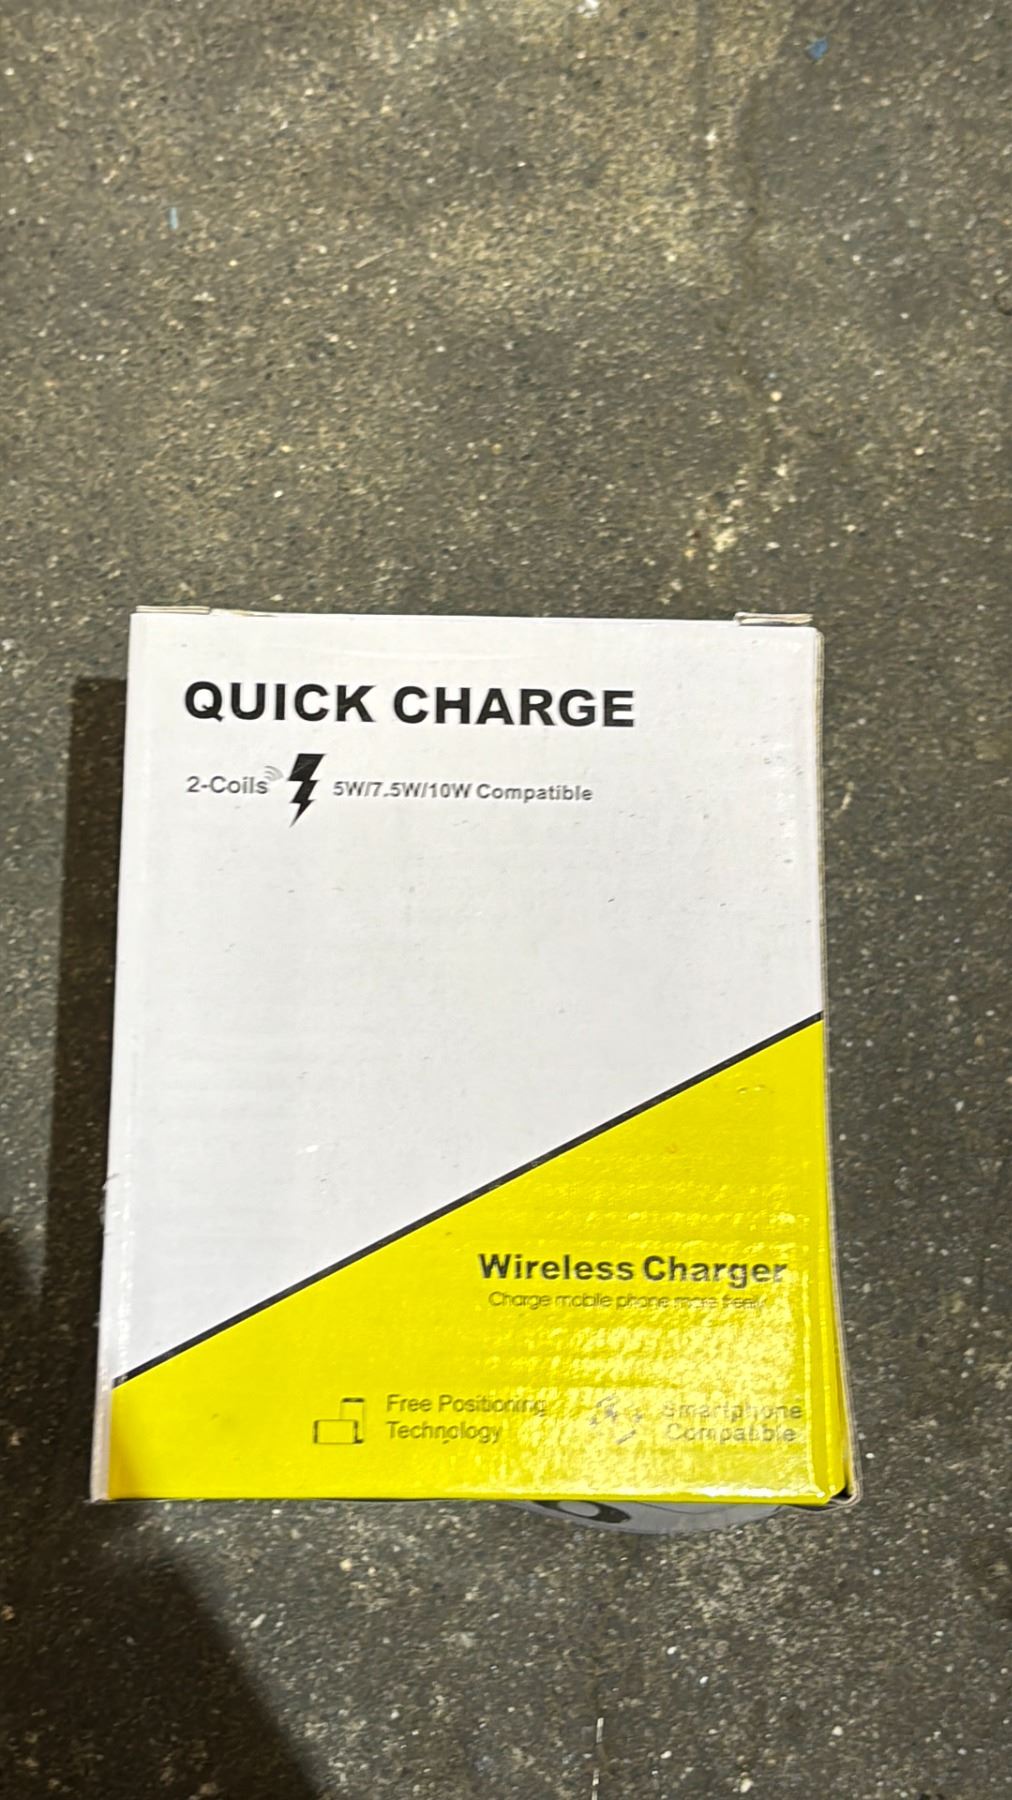 QUICK CHARGE
2-Coils 5W/7.5W/10W Compatible
Wireless Charger
Charge mobile phone more freely
Free Positioning
Technology
Smartphone
Compatible